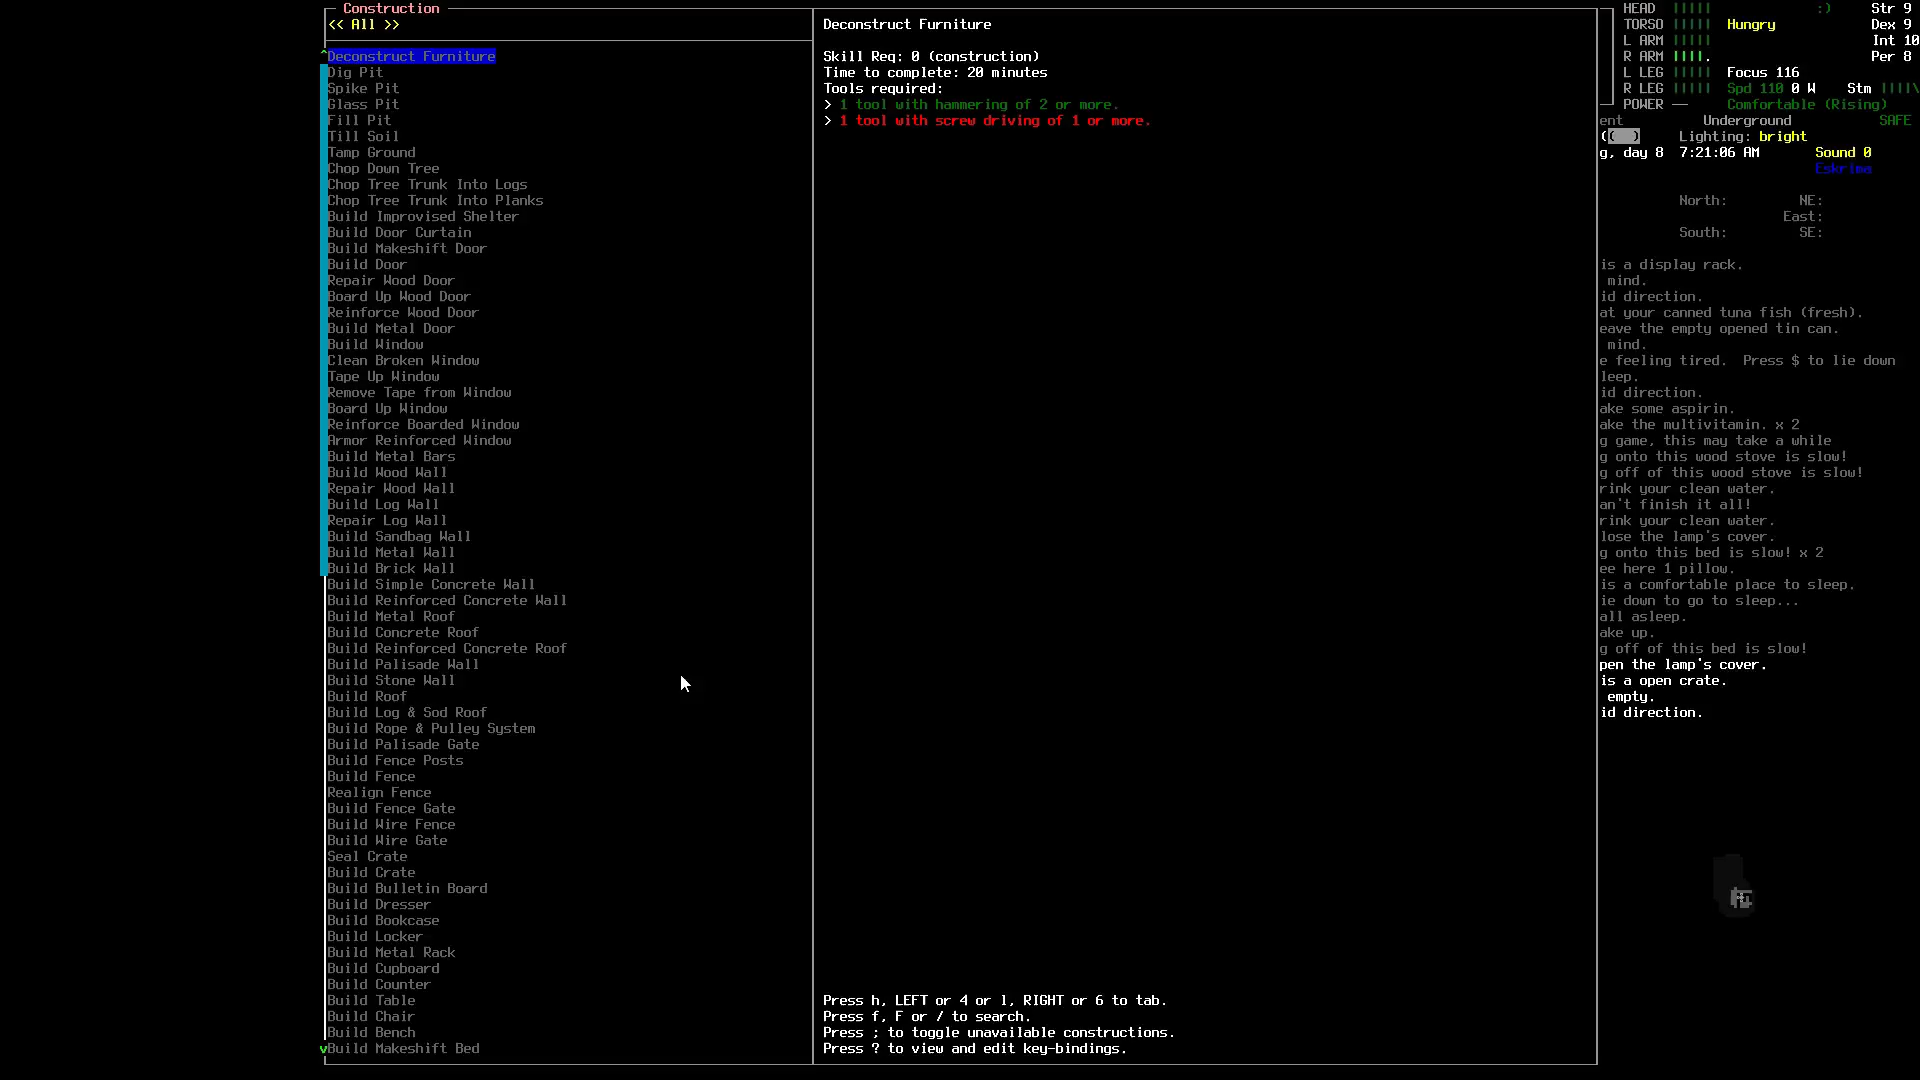 Construction
<< All >>
Deconstruct Furniture
Dig Pit
Spike Pit
Glass Pit
Fill Pit
Till Soil
Tamp Ground
Chop Down Tree
Chop Tree Trunk Into Logs
Chop Tree Trunk Into Planks
Build Improvised Shelter
Build Door Curtain
Build Makeshift Door
Build Door
Repair Wood Door
Board Up Wood Door
Reinforce Wood Door
Build Metal Door
Build Window
Clean Broken Window
Tape Up Window
Remove Tape from Window
Board Up Window
Reinforce Boarded Window
Armor Reinforced Window
Build Metal Bars
Build Wood Wall
Repair Wood Wall
Build Log Wall
Repair Log Wall
Build Sandbag Wall
Build Metal Wall
Build Brick Wall
Build Simple Concrete Wall
Build Reinforced Concrete Wall
Build Metal Roof
Build Concrete Roof
Build Reinforced Concrete Roof
Build Palisade Wall
Build Stone Wall
Build Roof
Build Log & Sod Roof
Build Rope & Pulley System
Build Palisade Gate
Build Fence Posts
Build Fence
Realign Fence
Build Fence Gate
Build Wire Fence
Build Wire Gate
Seal Crate
Build Crate
Build Bulletin Board
Build Dresser
Build Bookcase
Build Locker
Build Metal Rack
Build Cupboard
Build Counter
Build Table
Build Chair
Build Bench
Build Makeshift Bed
Deconstruct Furniture
Skill Req: 0 (construction)
Time to complete: 20 minutes
Tools required:
> 1 tool with hammering of 2 or more.
> 1 tool with screw driving of 1 or more.
Press h, LEFT or 4 or l, RIGHT or 6 to tab.
Press f, F or / to search.
Press ; to toggle unavailable constructions.
Press ? to view and edit key-bindings.
HEAD ||||| :) Str 9
TORSO ||||| Hungry Dex 9
L ARM ||||| Int 10
R ARM ||||. Per 8
L LEG ||||| Focus 116
R LEG ||||| Spd 110 0 W Stm ||||\
POWER — Comfortable (Rising)
ent Underground SAFE
(( ) Lighting: bright
g, day 8 7:21:06 AM Sound 0
Eskrima
North: NE:
East:
South: SE:
is a display rack.
mind.
id direction.
at your canned tuna fish (fresh).
eave the empty opened tin can.
mind.
e feeling tired. Press $ to lie down
leep.
id direction.
ake some aspirin.
ake the multivitamin. x 2
g game, this may take a while
g onto this wood stove is slow!
g off of this wood stove is slow!
rink your clean water.
an't finish it all!
rink your clean water.
lose the lamp's cover.
g onto this bed is slow! x 2
ee here 1 pillow.
is a comfortable place to sleep.
ie down to go to sleep...
all asleep.
ake up.
g off of this bed is slow!
pen the lamp's cover.
is a open crate.
empty.
id direction.